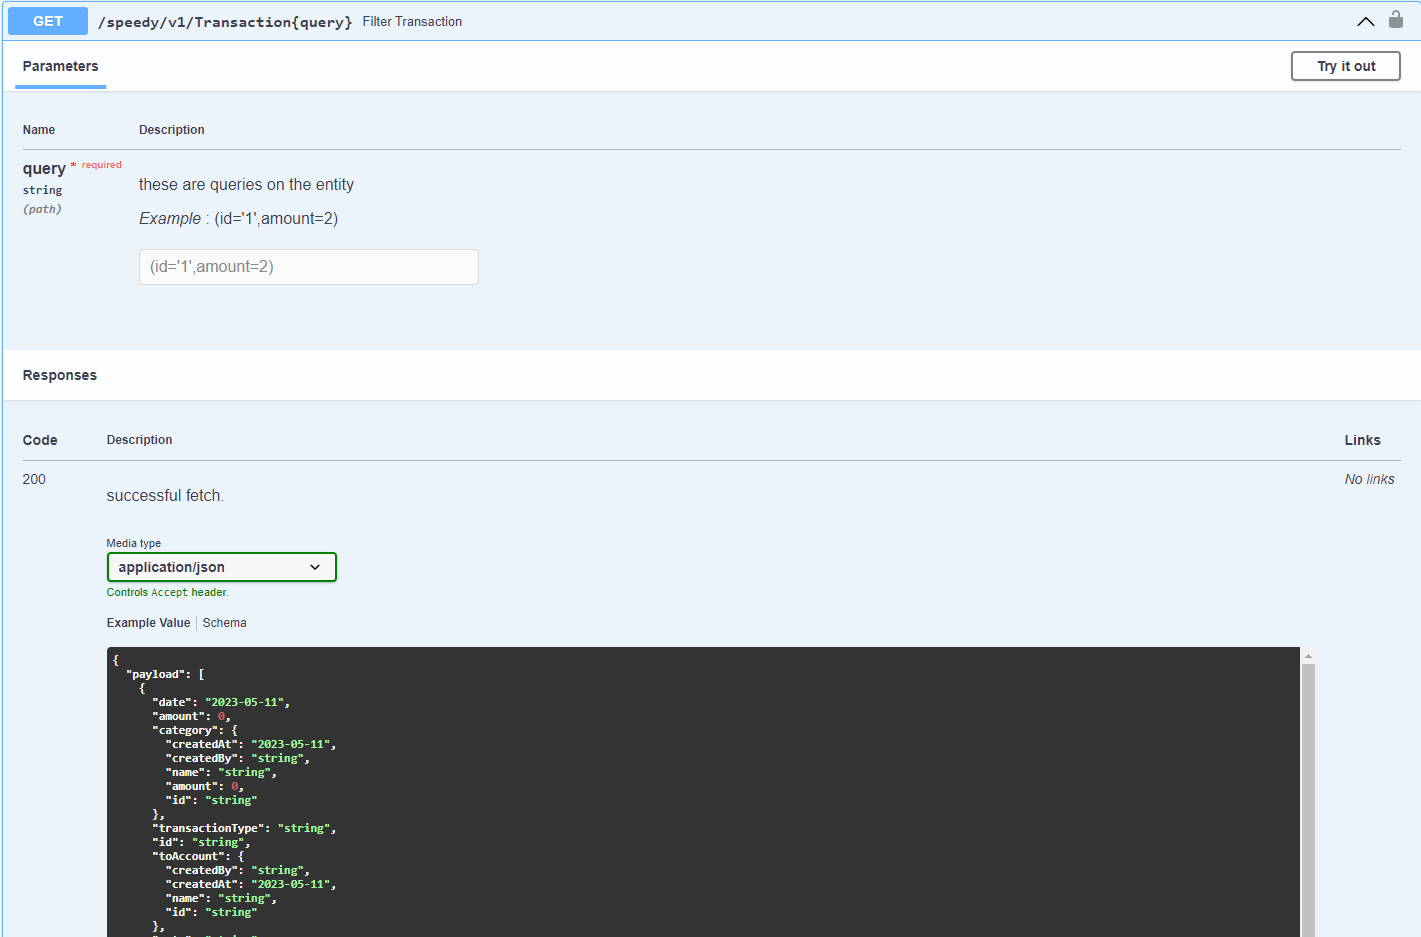 GET /speedy/v1/Transaction{query} Filter Transaction
Parameters
Try it out
Name Description
query * required
string
(path)
these are queries on the entity
Example : (id='1',amount=2)
(id='1',amount=2)
Responses
Code Description Links
200 No links
successful fetch.
Media type
application/json
Controls Accept header.
Example Value Schema
{
"payload": [
{
"date": "2023-05-11",
"amount": 0,
"category": {
"createdAt": "2023-05-11",
"createdBy": "string",
"name": "string",
"amount": 0,
"id": "string"
},
"transactionType": "string",
"id": "string",
"toAccount": {
"createdBy": "string",
"createdAt": "2023-05-11",
"name": "string",
"id": "string"
},